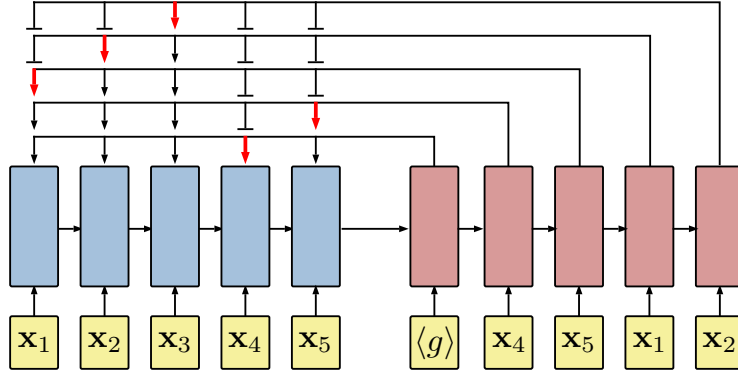 x₁ x₂ x₃ x₄ x₅ ⟨g⟩ x₄ x₅ x₁ x₂